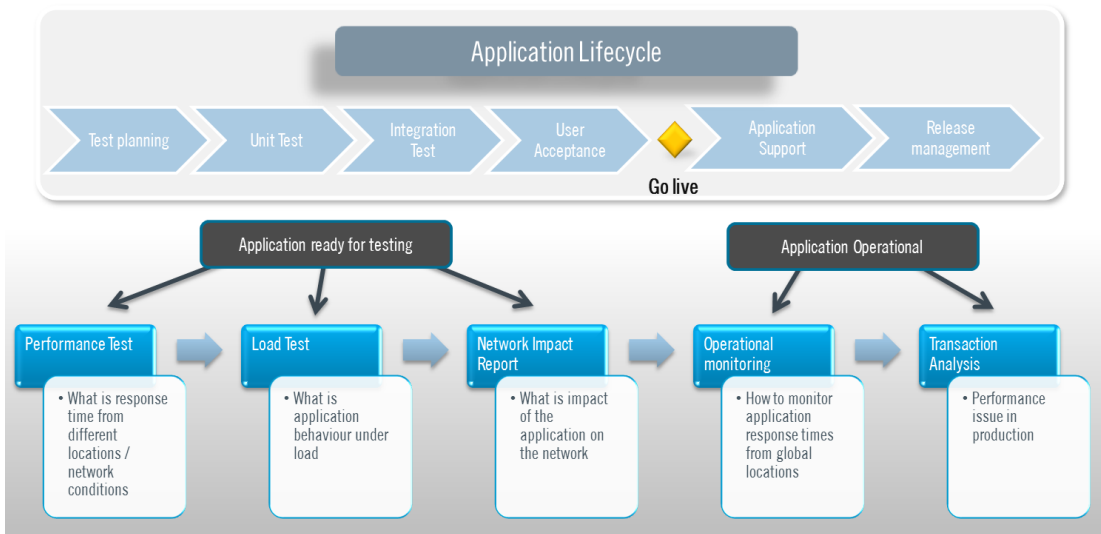 Application Lifecycle
Test planning
Unit Test
Integration
Test
User
Acceptance
Go live
Application
Support
Release
management
Application ready for testing
Application Operational
Performance Test
• What is response
time from
different
locations /
network
conditions
Load Test
• What is
application
behaviour under
load
Network Impact
Report
• What is impact
of the
application on
the network
Operational
monitoring
• How to monitor
application
response times
from global
locations
Transaction
Analysis
• Performance
issue in
production